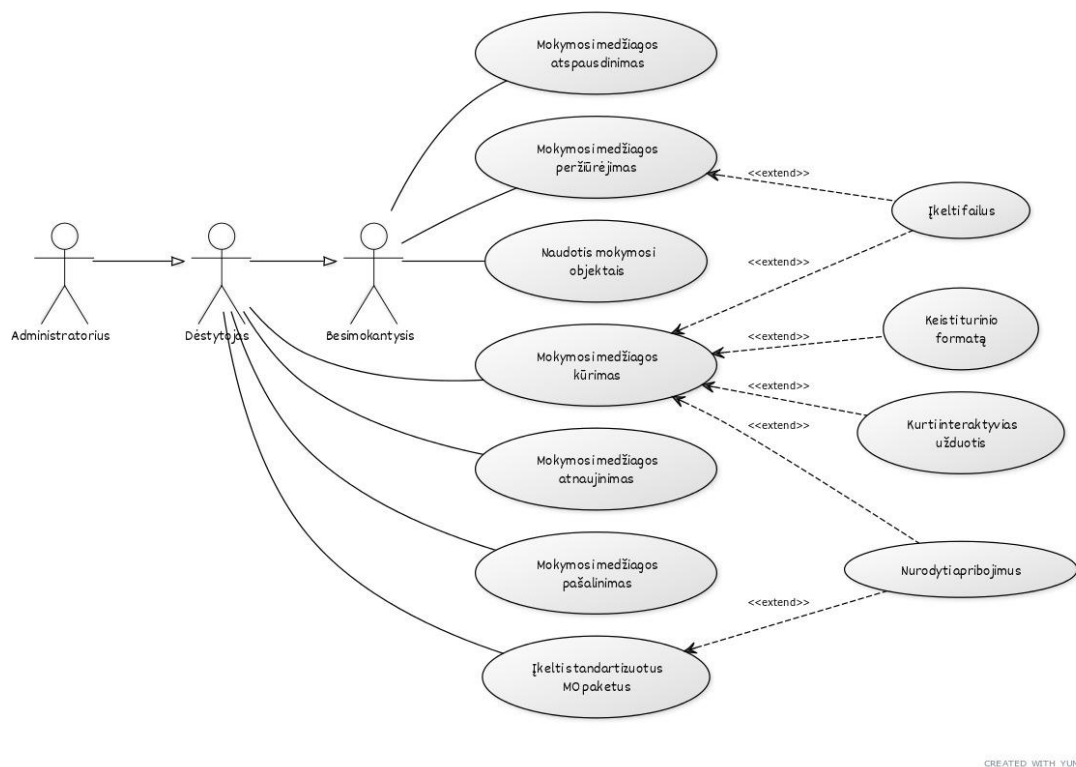 Mokymosi medžiagos
atspausdinimas
Mokymosi medžiagos
peržiūrėjimas
<<extend>>
Įkelti failus
Naudotis mokymosi
objektais
<<extend>>
Administratorius
Dėstytojas
Besimokantysis
Keisti turinio
formatą
<<extend>>
Mokymosi medžiagos
kūrimas
<<extend>>
Kurti interaktyvias
užduotis
<<extend>>
Mokymosi medžiagos
atnaujinimas
Mokymosi medžiagos
pašalinimas
Nurodyti apribojimus
<<extend>>
Įkelti standartizuotus
MO paketus
CREATED WITH YUM